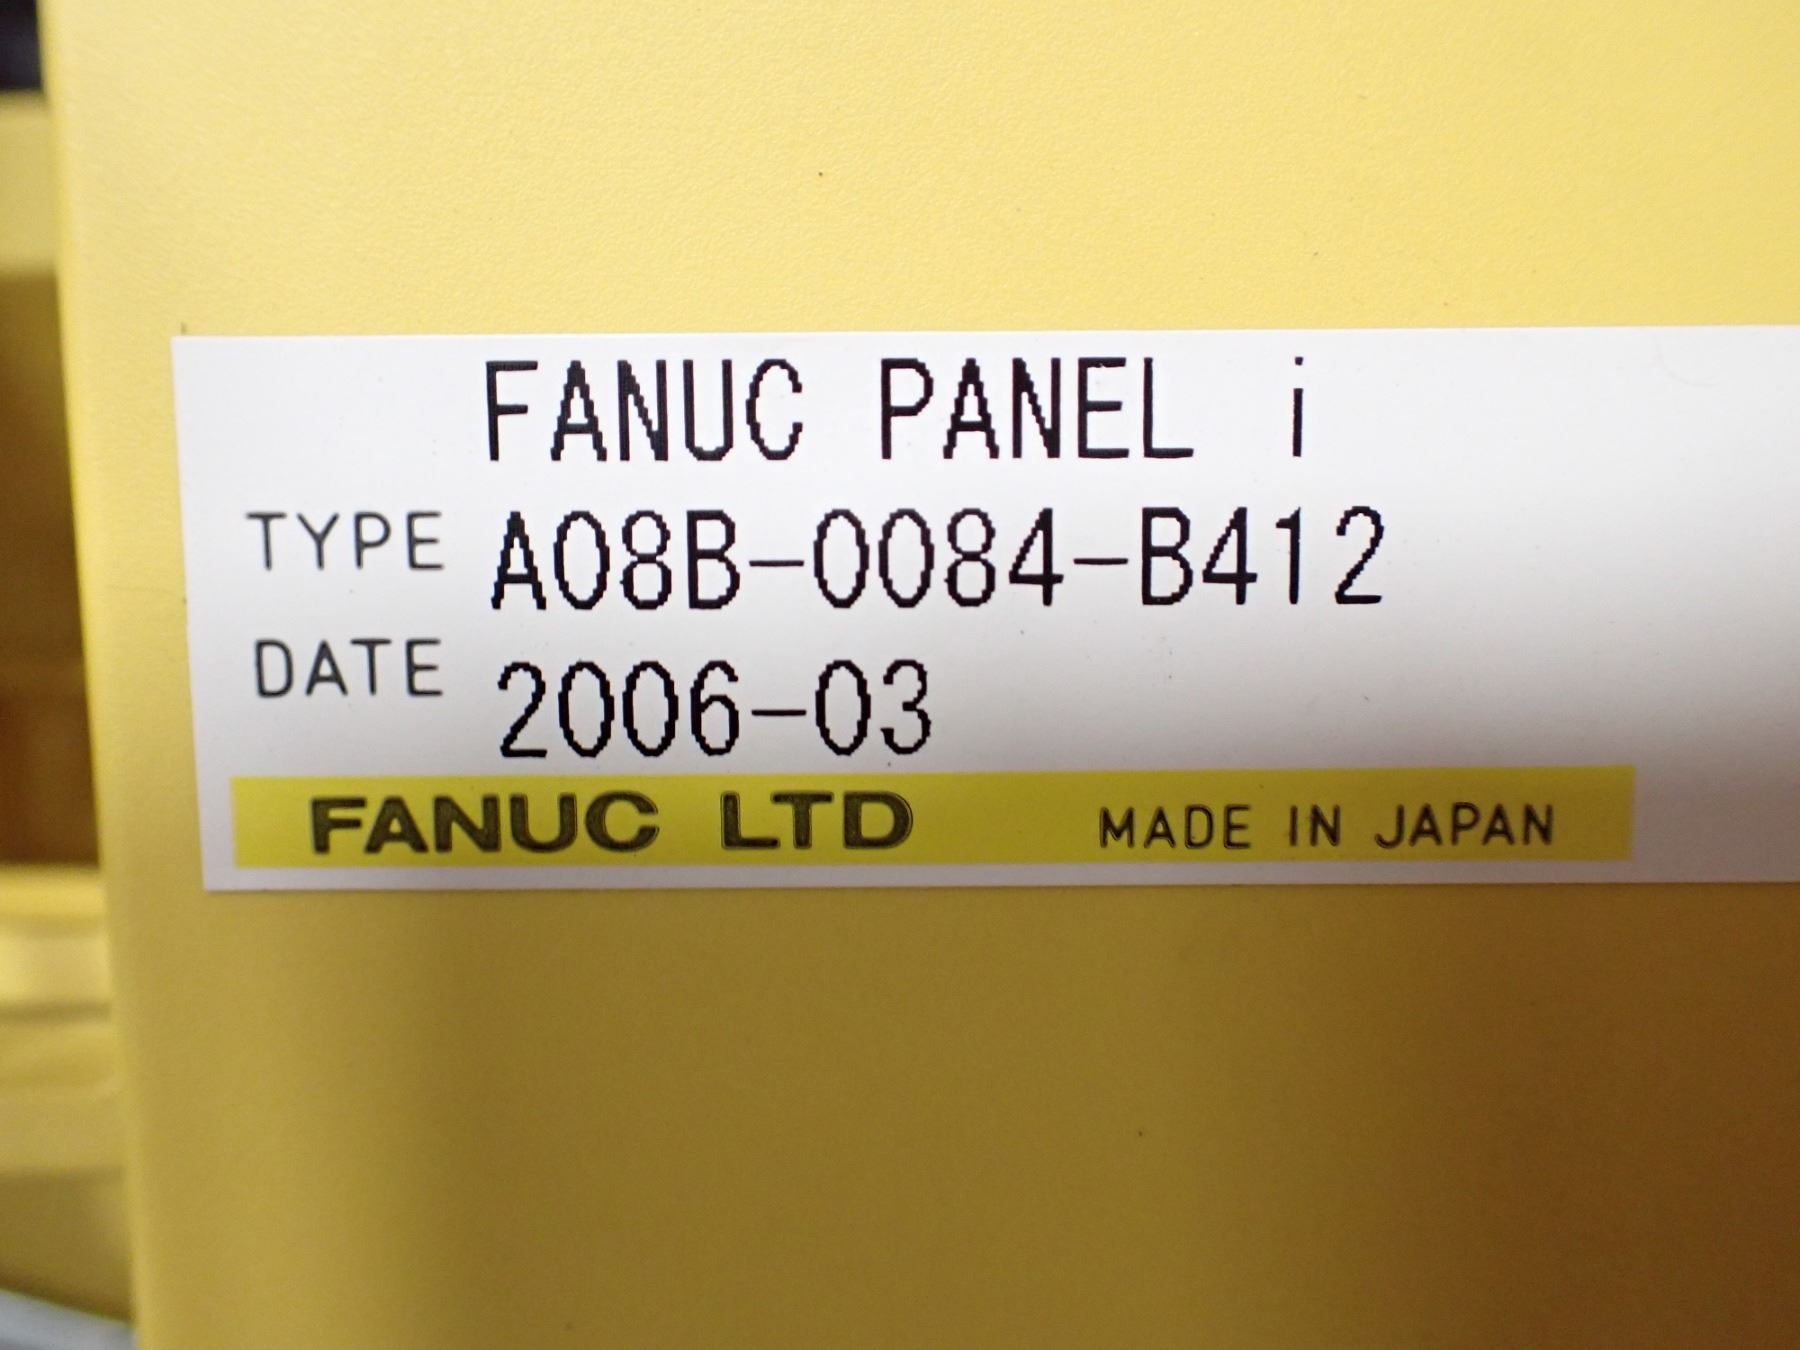 FANUC PANEL i
TYPE A08B-0084-B412
DATE 2006-03
FANUC LTD MADE IN JAPAN